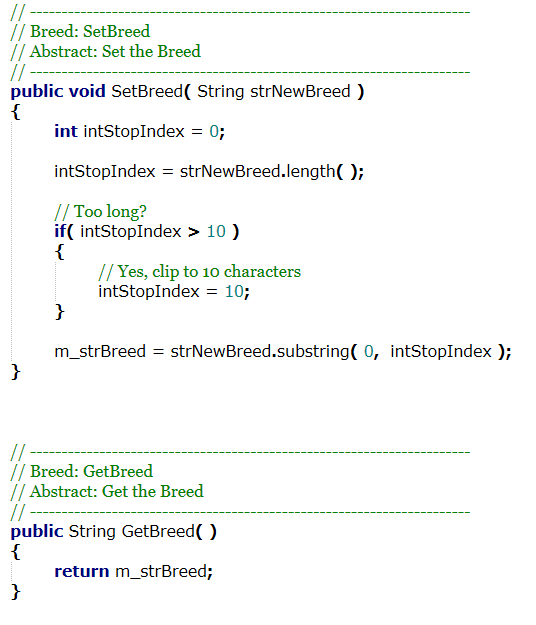 // ----------------------------------------------------------------------
// Breed: SetBreed
// Abstract: Set the Breed
// ----------------------------------------------------------------------
public void SetBreed( String strNewBreed )
{
int intStopIndex = 0;
intStopIndex = strNewBreed.length( );
// Too long?
if( intStopIndex > 10 )
{
// Yes, clip to 10 characters
intStopIndex = 10;
}
m_strBreed = strNewBreed.substring( 0, intStopIndex );
}
// ----------------------------------------------------------------------
// Breed: GetBreed
// Abstract: Get the Breed
// ----------------------------------------------------------------------
public String GetBreed( )
{
return m_strBreed;
}